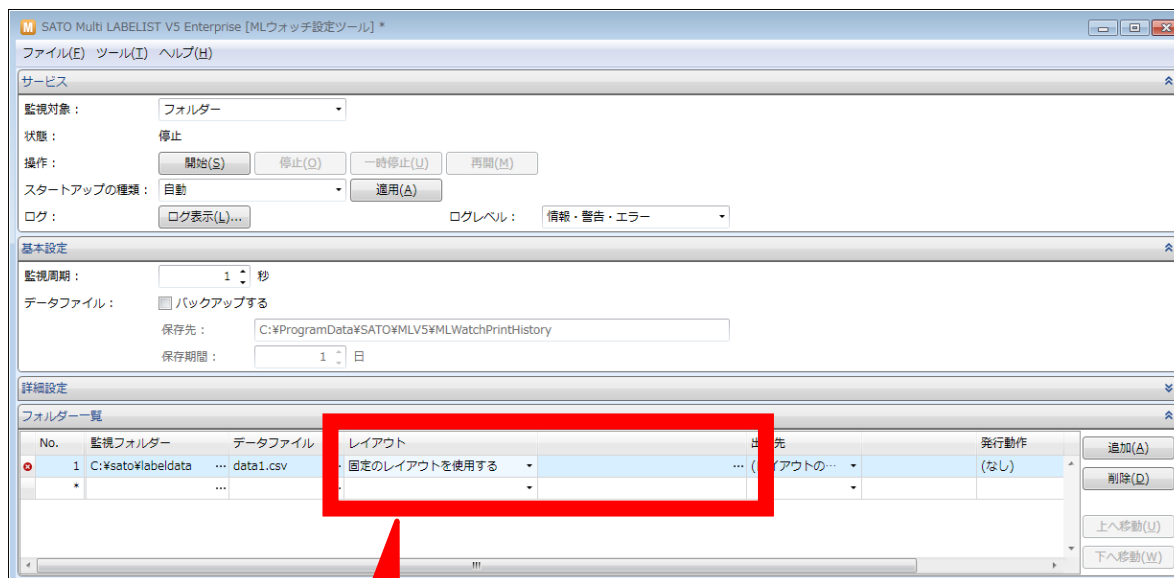 M SATO Multi LABELIST V5 Enterprise [MLウォッチ設定ツール] *
ファイル(F) ツール(T) ヘルプ(H)
サービス
監視対象： フォルダー
状態： 停止
操作： 開始(S) 停止(O) 一時停止(U) 再開(M)
スタートアップの種類： 自動 適用(A)
ログ： ログ表示(L)... ログレベル： 情報・警告・エラー
基本設定
監視周期： 1 秒
データファイル： バックアップする
保存先： C:¥ProgramData¥SATO¥MLV5¥MLWatchPrintHistory
保存期間： 1 日
詳細設定
フォルダー一覧
No. 監視フォルダー データファイル レイアウト 出 先 発行動作 追加(A)
1 C:¥sato¥labeldata ... data1.csv 固定のレイアウトを使用する ... ( イアウトの… (なし)
* ...
削除(D)
上へ移動(U)
下へ移動(W)